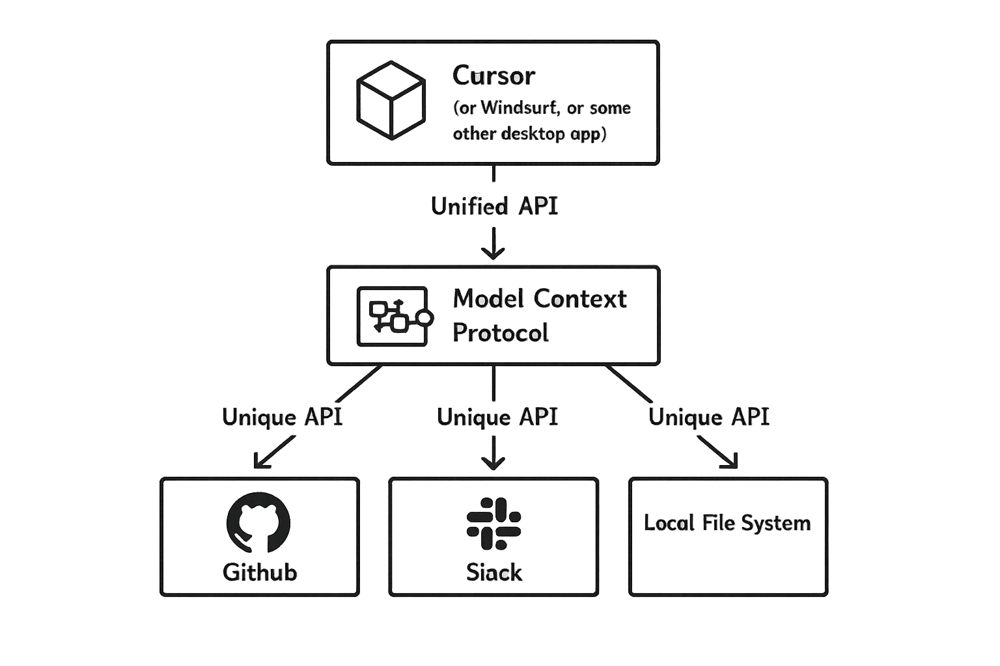 Cursor
(or Windsurf, or some
other desktop app)
Unified API
Model Context
Protocol
Unique API
Unique API
Unique API
Github
Siack
Local File System